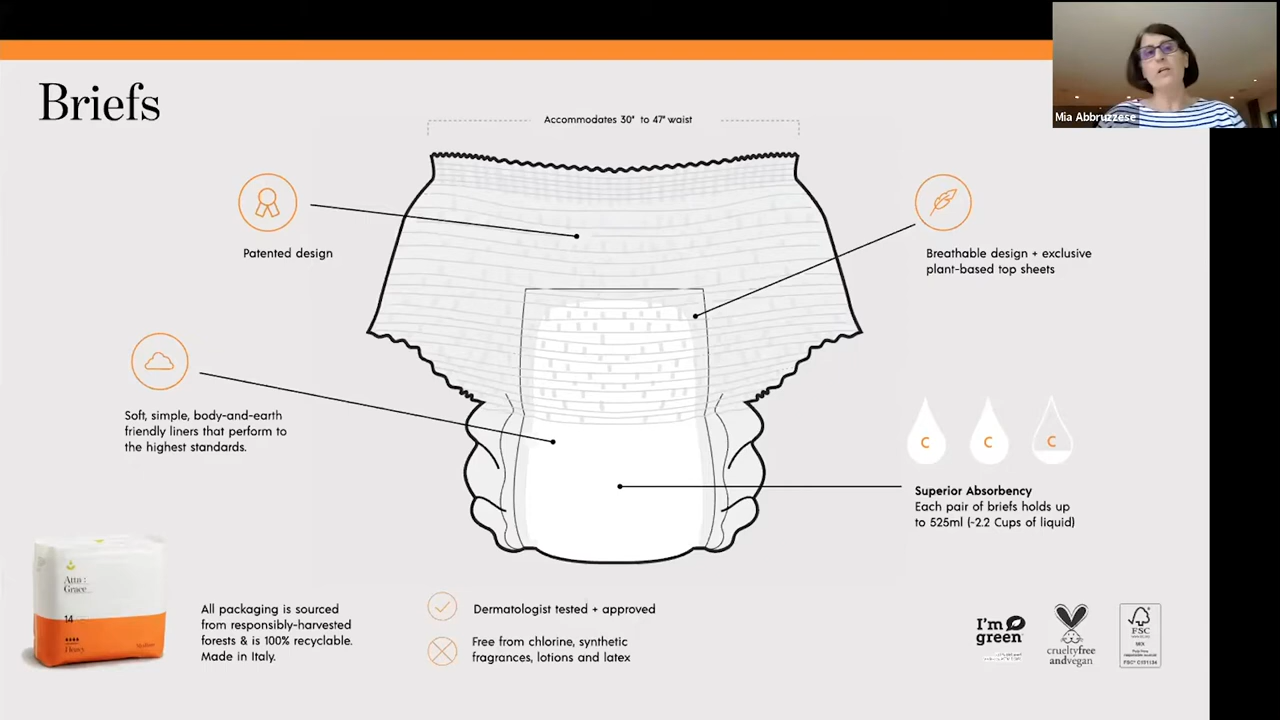 Briefs
Accommodates 30" to 47" waist
Mia Abbruzzese
Patented design
Breathable design + exclusive
plant-based top sheets
Soft, simple, body-and-earth
friendly liners that perform to
the highest standards.
C C C
Superior Absorbency
Each pair of briefs holds up
to 525ml (~2.2 Cups of liquid)
Attn:
Grace
14
Heavy
Medium
All packaging is sourced
from responsibly-harvested
forests & is 100% recyclable.
Made in Italy.
Dermatologist tested + approved
Free from chlorine, synthetic
fragrances, lotions and latex
I'm
green
crueltyfree
andvegan
FSC
MIX